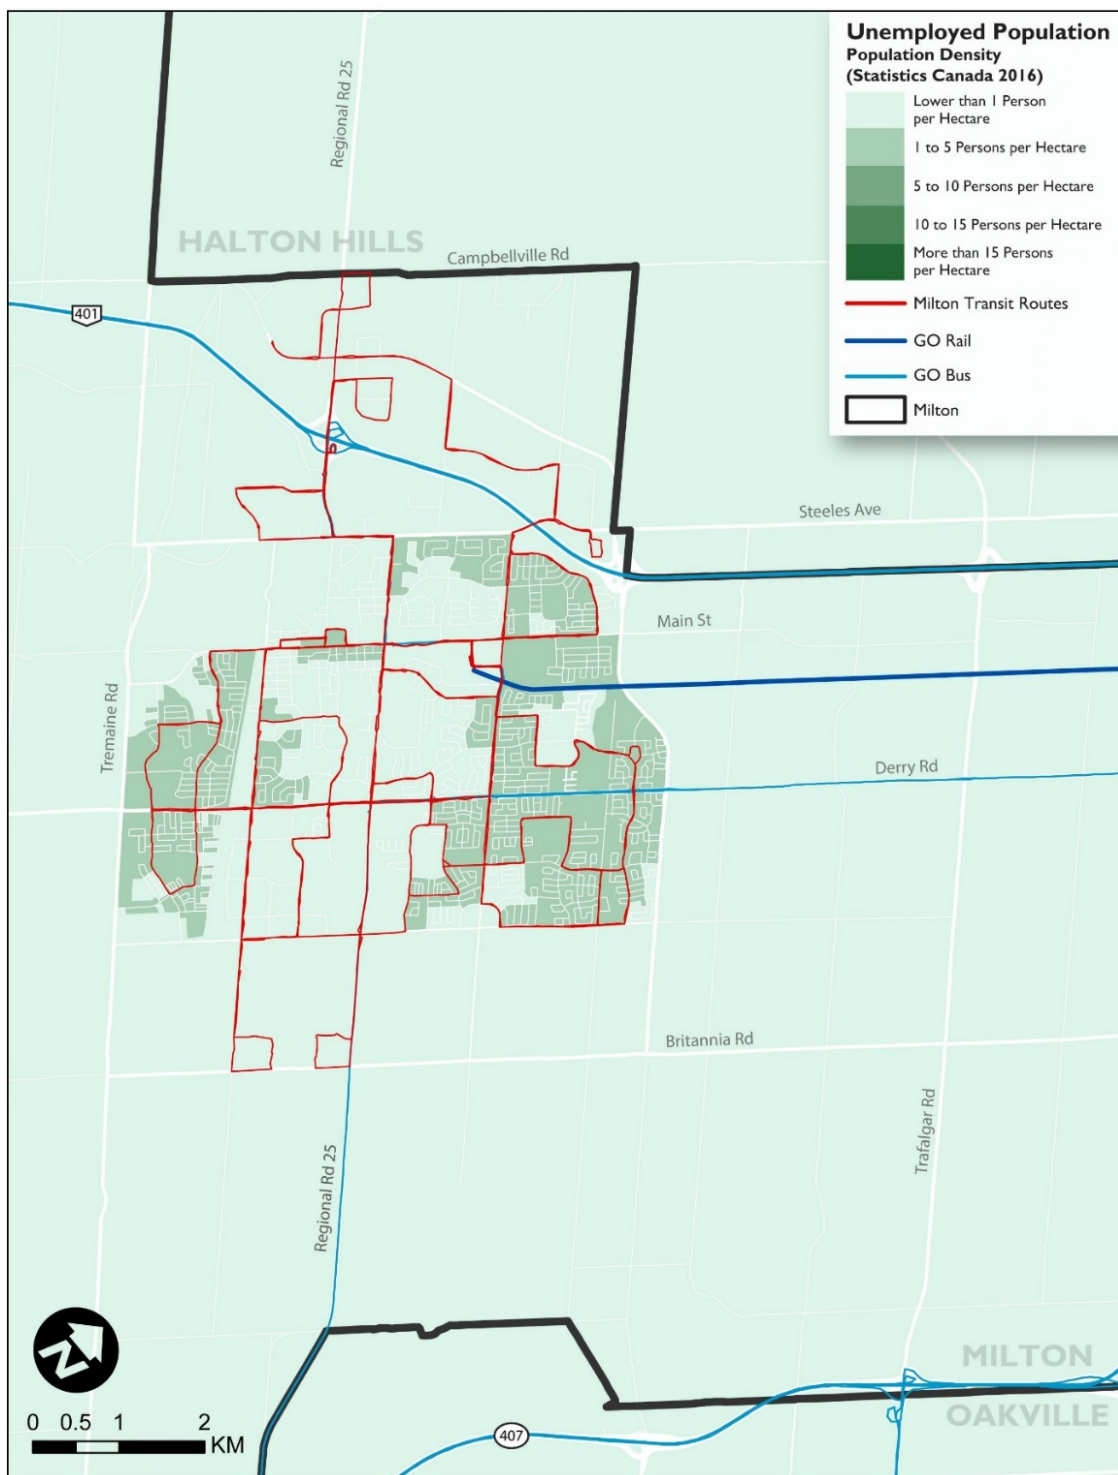 Unemployed Population
Population Density
(Statistics Canada 2016)
Lower than 1 Person
per Hectare
1 to 5 Persons per Hectare
5 to 10 Persons per Hectare
10 to 15 Persons per Hectare
More than 15 Persons
per Hectare
Milton Transit Routes
GO Rail
GO Bus
Milton
Regional Rd 25
HALTON HILLS
Campbellville Rd
401
Steeles Ave
Main St
Tremaine Rd
Derry Rd
Britannia Rd
Trafalgar Rd
Regional Rd 25
N
MILTON
OAKVILLE
407
0 0.5 1 2
KM